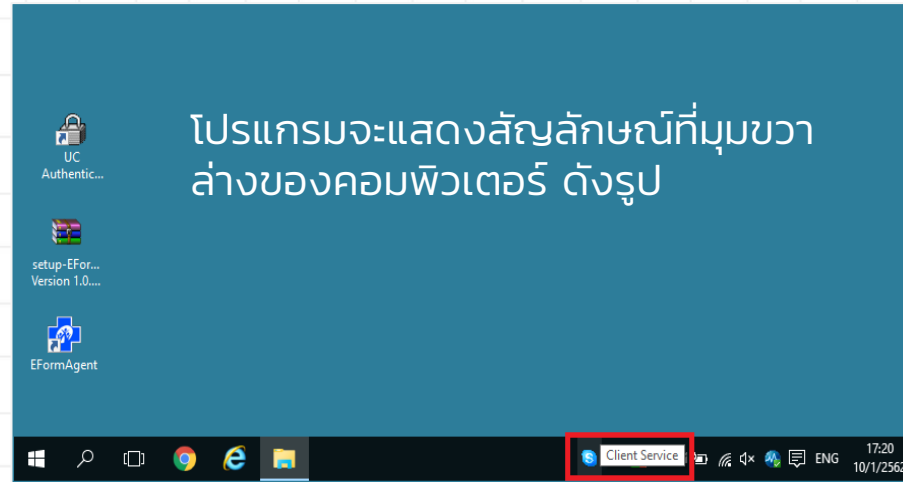 โปรแกรมจะแสดงสัญลักษณ์ที่มุมขวา
ล่างของคอมพิวเตอร์ ดังรูป
UC
Authentic...
setup-EFor...
Version 1.0....
EFormAgent
Client Service
ENG
17:20
10/1/2562